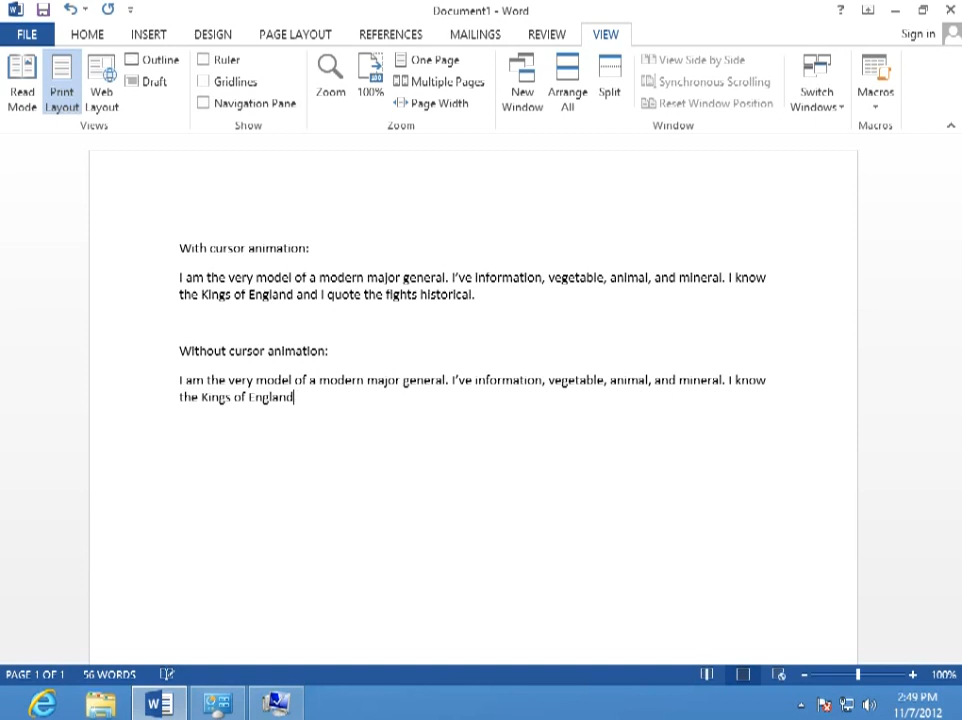 Document1 - Word
?
FILE HOME INSERT DESIGN PAGE LAYOUT REFERENCES MAILINGS REVIEW VIEW Sign in
Read Mode
Print Layout
Web Layout
Outline
Draft
Views
Ruler
Gridlines
Navigation Pane
Show
Zoom
100%
One Page
Multiple Pages
Page Width
Zoom
New Window
Arrange All
Split
View Side by Side
Synchronous Scrolling
Reset Window Position
Window
Switch Windows
Macros
Macros
With cursor animation:
I am the very model of a modern major general. I've information, vegetable, animal, and mineral. I know
the Kings of England and I quote the fights historical.
Without cursor animation:
I am the very model of a modern major general. I've information, vegetable, animal, and mineral. I know
the Kings of England
PAGE 1 OF 1 56 WORDS 100%
2:49 PM
11/7/2012